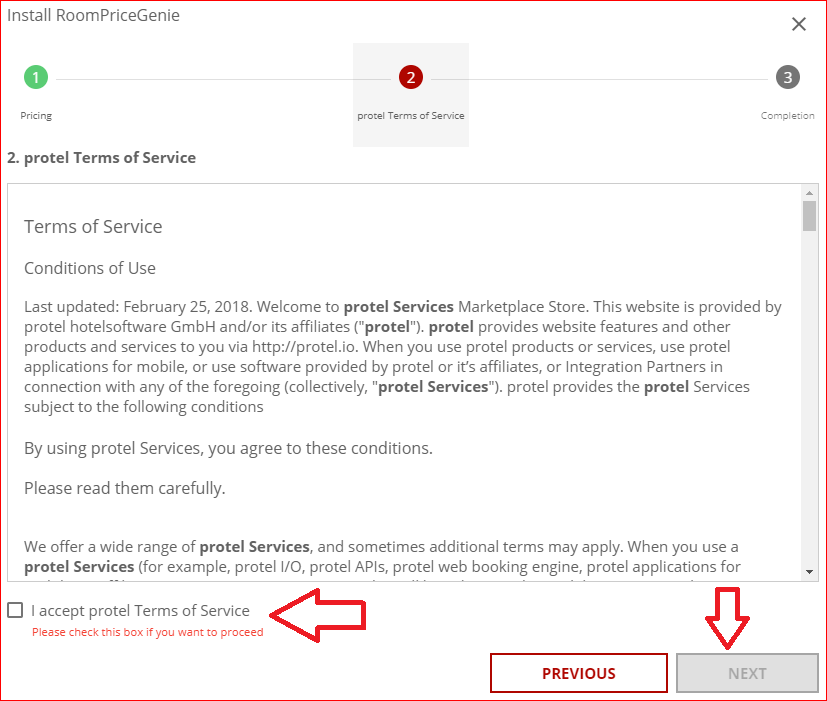 Install RoomPriceGenie
1
2
3
Pricing
protel Terms of Service
Completion
2. protel Terms of Service
Terms of Service
Conditions of Use
Last updated: February 25, 2018. Welcome to protel Services Marketplace Store. This website is provided by
protel hotelsoftware GmbH and/or its affiliates ("protel"). protel provides website features and other
products and services to you via http://protel.io. When you use protel products or services, use protel
applications for mobile, or use software provided by protel or it’s affiliates, or Integration Partners in
connection with any of the foregoing (collectively, "protel Services"). protel provides the protel Services
subject to the following conditions
By using protel Services, you agree to these conditions.
Please read them carefully.
We offer a wide range of protel Services, and sometimes additional terms may apply. When you use a
protel Services (for example, protel I/O, protel APIs, protel web booking engine, protel applications for
I accept protel Terms of Service
Please check this box if you want to proceed
PREVIOUS
NEXT